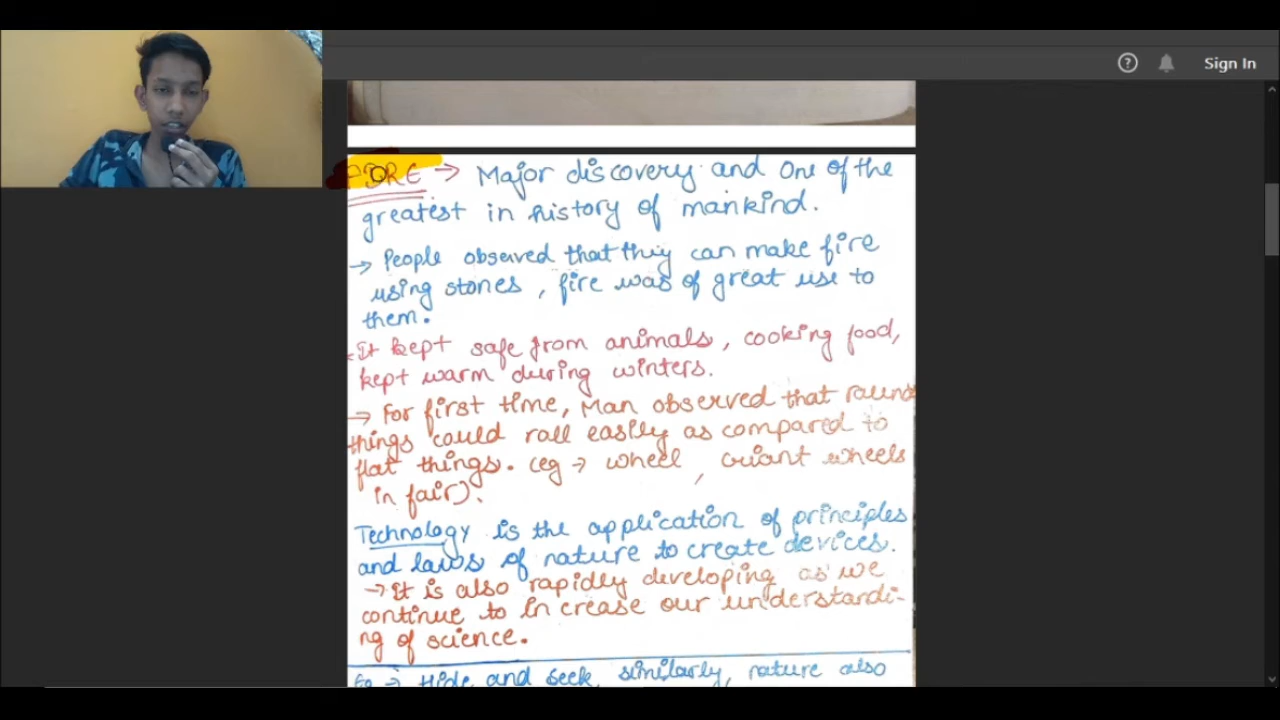 Sign In
FIRE → Major discovery and One of the
greatest in history of mankind.
→ People observed that they can make fire
using stones, fire was of great use to
them.
It kept safe from animals, cooking food,
kept warm during winters.
→ For first time, Man observed that round
things could roll easily as compared to
flat things. (eg → wheel, Giant wheels
in fair).
Technology is the application of principles
and laws of nature to create devices.
→ It is also rapidly developing as we
continue to increase our understandi-
ng of science.
Eg → Hide and seek, similarly, nature also